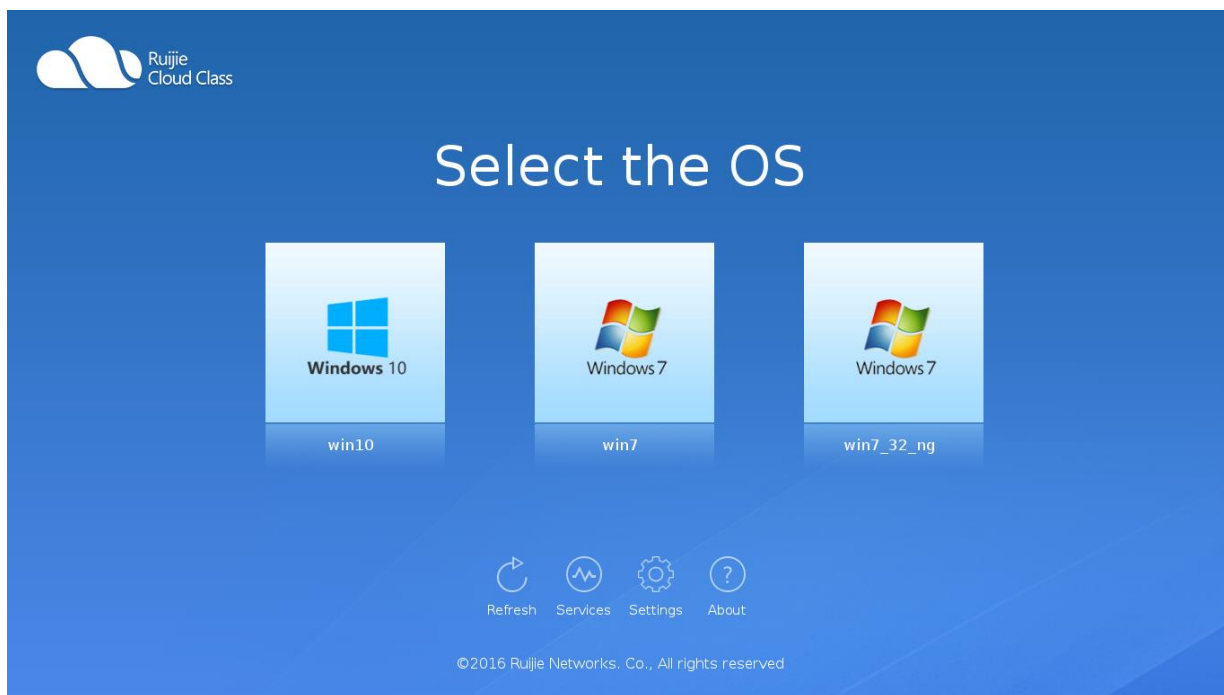 Ruijie
Cloud Class
Select the OS
Windows 10
Windows 7
Windows 7
win10
win7
win7_32_ng
?
Refresh
Services
Settings
About
©2016 Ruijie Networks. Co., All rights reserved